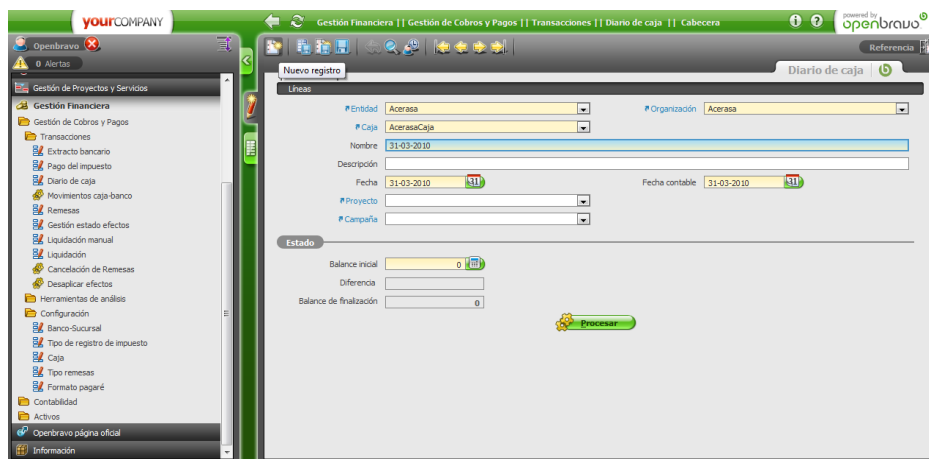 yourCOMPANY
Gestión Financiera || Gestión de Cobros y Pagos || Transacciones || Diario de caja || Cabecera
powered by
openbravo
Openbravo
0 Alertas
Referencia
Nuevo registro
Diario de caja
Líneas
Gestión de Proyectos y Servicios
Gestión Financiera
Gestión de Cobros y Pagos
Transacciones
Extracto bancario
Pago del impuesto
Diario de caja
Movimientos caja-banco
Remesas
Gestión estado efectos
Liquidación manual
Liquidación
Cancelación de Remesas
Desaplicar efectos
Herramientas de análisis
Configuración
Banco-Sucursal
Tipo de registro de impuesto
Caja
Tipo remesas
Formato pagaré
Contabilidad
Activos
Openbravo página oficial
Información
Entidad Acerasa Organización Acerasa
Caja AcerasaCaja
Nombre 31-03-2010
Descripción
Fecha 31-03-2010 31 Fecha contable 31-03-2010 31
Proyecto
Campaña
Estado
Balance inicial 0
Diferencia
Balance de finalización 0
Procesar